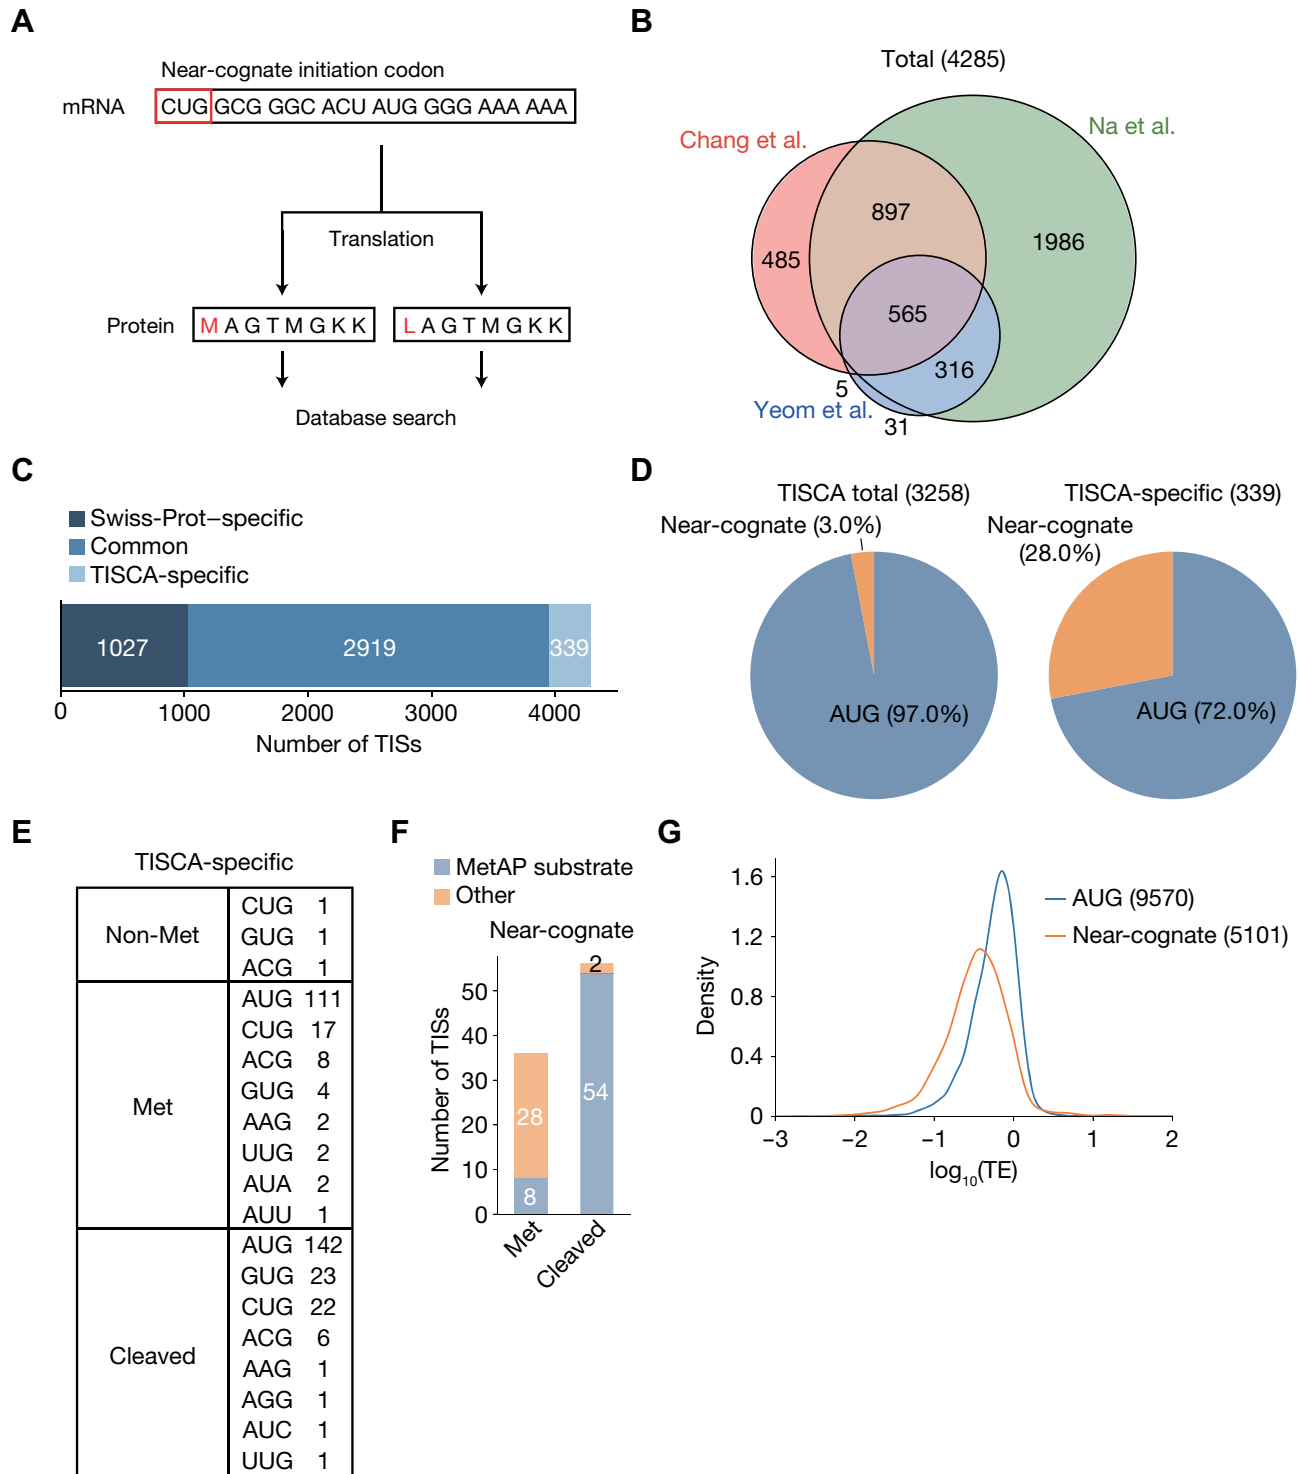 A
Near-cognate initiation codon
mRNA
CUG GCG GGC ACU AUG GGG AAA AAA
Translation
Protein
M A G T M G K K
L A G T M G K K
Database search
B
Total (4285)
Chang et al.
Na et al.
897
1986
485
565
316
5
Yeom et al.
31
C
Swiss-Prot–specific
Common
TISCA-specific
1027
2919
339
0
1000
2000
3000
4000
Number of TISs
D
TISCA total (3258)
Near-cognate (3.0%)
AUG (97.0%)
TISCA-specific (339)
Near-cognate
(28.0%)
AUG (72.0%)
E
TISCA-specific
Non-Met
CUG 1
GUG 1
ACG 1
Met
AUG 111
CUG 17
ACG 8
GUG 4
AAG 2
UUG 2
AUA 2
AUU 1
Cleaved
AUG 142
GUG 23
CUG 22
ACG 6
AAG 1
AGG 1
AUC 1
UUG 1
F
MetAP substrate
Other
Near-cognate
Number of TISs
50
40
30
20
10
0
28
8
2
54
Met
Cleaved
G
Density
1.6
1.2
0.8
0.4
0
AUG (9570)
Near-cognate (5101)
−3
−2
−1
0
1
2
log10(TE)